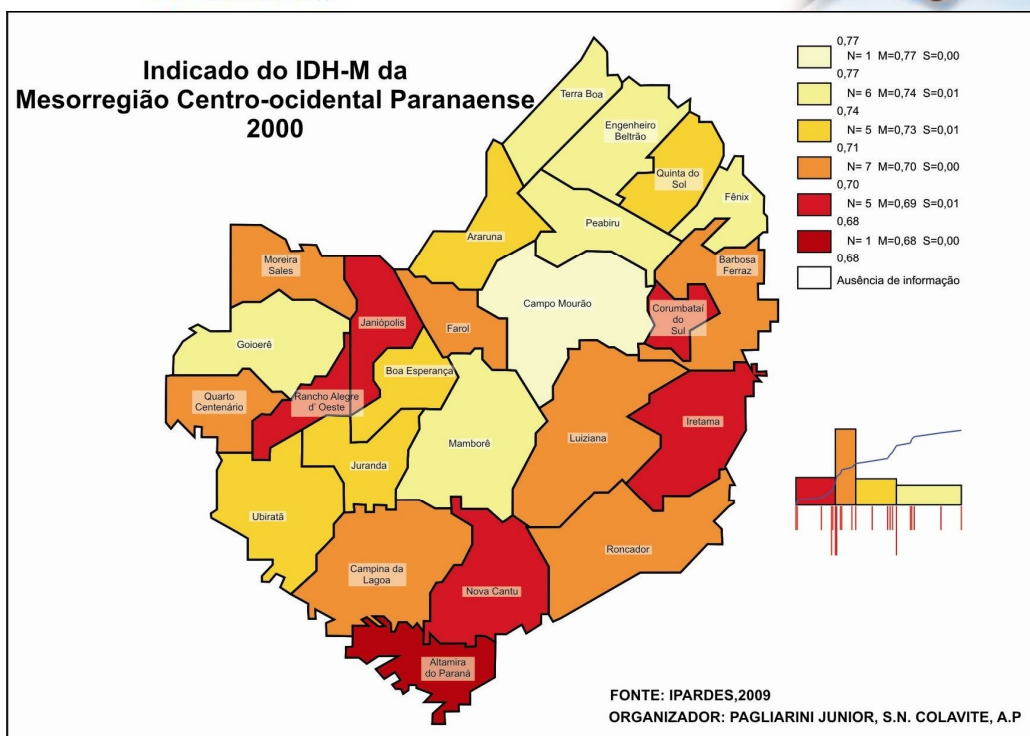 Indicado do IDH-M da
Mesorregião Centro-ocidental Paranaense
2000
0,77
N= 1 M=0,77 S=0,00
0,77
N= 6 M=0,74 S=0,01
0,74
N= 5 M=0,73 S=0,01
0,71
N= 7 M=0,70 S=0,00
0,70
N= 5 M=0,69 S=0,01
0,68
N= 1 M=0,68 S=0,00
0,68
Ausência de informação
Terra Boa
Engenheiro
Beltrão
Quinta do
Sol
Fênix
Peabiru
Araruna
Barbosa
Ferraz
Moreira
Sales
Campo Mourão
Corumbataí
do
Sul
Janiópolis
Farol
Goioerê
Boa Esperança
Quarto
Centenário
Rancho Alegre
d' Oeste
Iretama
Luiziana
Mamborê
Juranda
Ubiratã
Roncador
Campina da
Lagoa
Nova Cantu
Altamira
do Paraná
FONTE: IPARDES,2009
ORGANIZADOR: PAGLIARINI JUNIOR, S.N. COLAVITE, A.P